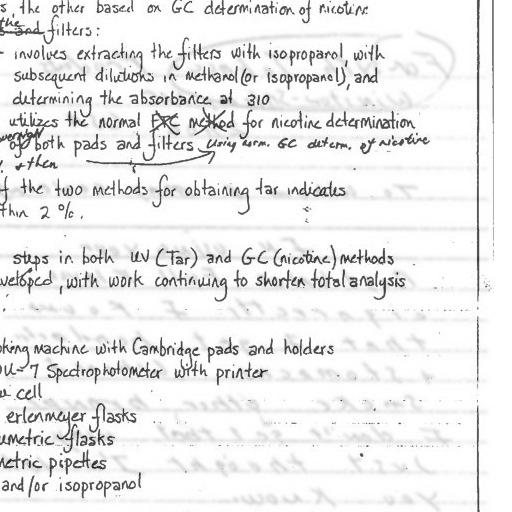 s, the other based on GC determination of nicotine
the
s and filters:
involves extracting the filters with isopropanol, with
subsequent dilutions in methanol (or isopropanol), and
determining the absorbance at 310
utilizes the normal method for nicotine determination
of both pads and filters using norm. GC determ. of nicotine
& then
f the two methods for obtaining tar indicates
thin 2 %.
steps in both UV (Tar) and GC (nicotine) methods
veloped, with work continuing to shorten total analysis
oking machine with Cambridge pads and holders
DU-7 Spectrophotometer with printer
cell
erlenmeyer flasks
umetric flasks
metric pipettes
and/or isopropanol